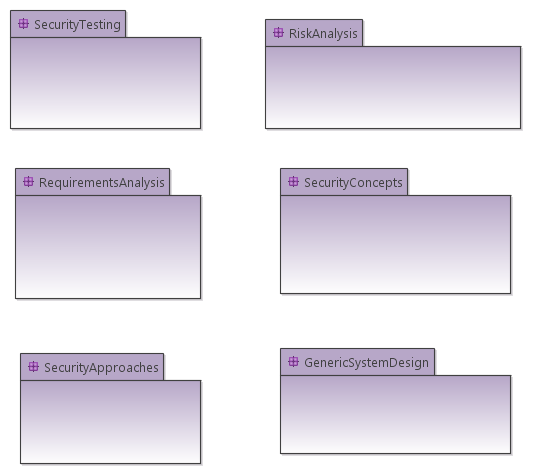 SecurityTesting
RiskAnalysis
RequirementsAnalysis
SecurityConcepts
SecurityApproaches
GenericSystemDesign